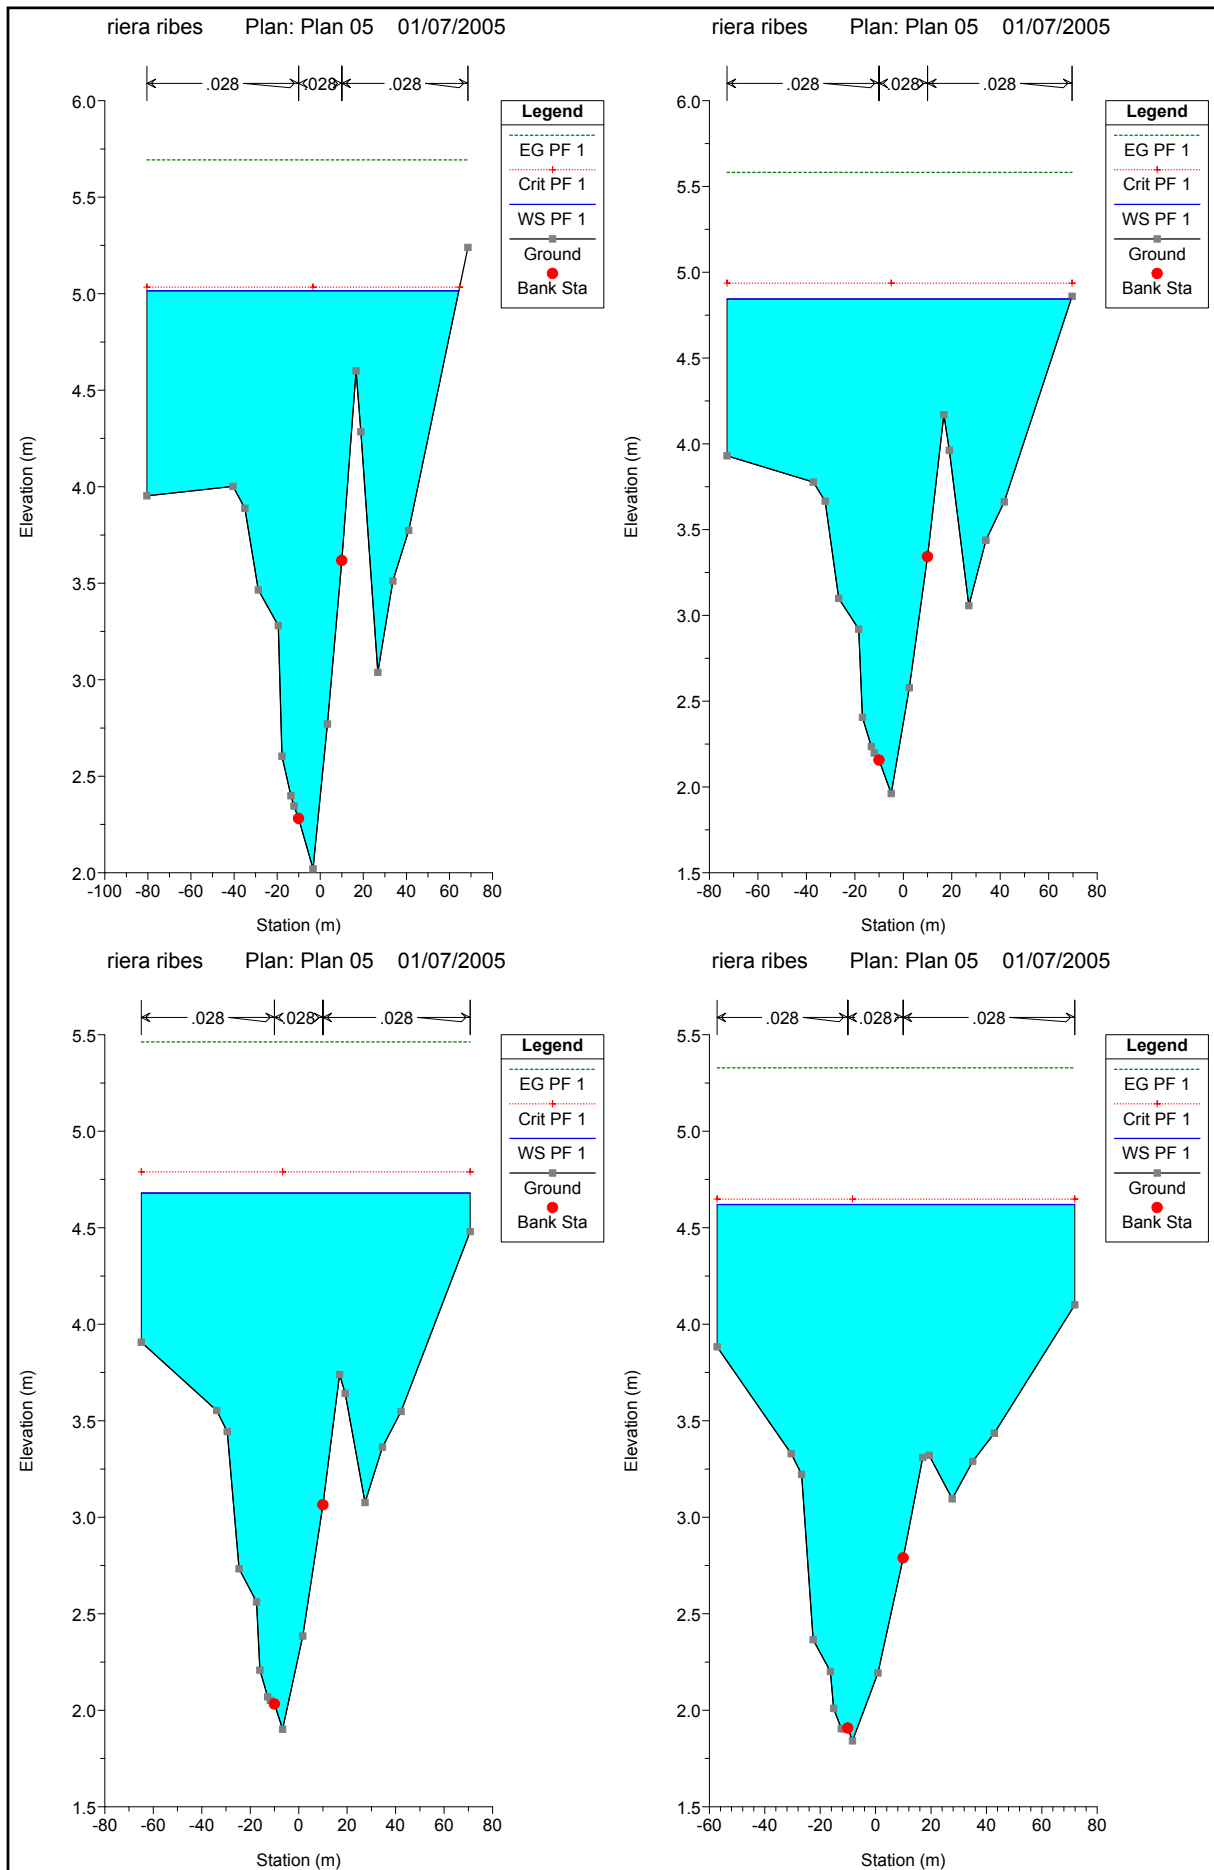 riera ribes Plan: Plan 05 01/07/2005
.028 .028 .028
Legend
EG PF 1
Crit PF 1
WS PF 1
Ground
Bank Sta
6.0
5.5
5.0
4.5
4.0
3.5
3.0
2.5
2.0
Elevation (m)
-100 -80 -60 -40 -20 0 20 40 60 80
Station (m)
riera ribes Plan: Plan 05 01/07/2005
.028 .028 .028
Legend
EG PF 1
Crit PF 1
WS PF 1
Ground
Bank Sta
6.0
5.5
5.0
4.5
4.0
3.5
3.0
2.5
2.0
1.5
Elevation (m)
-80 -60 -40 -20 0 20 40 60 80
Station (m)
riera ribes Plan: Plan 05 01/07/2005
.028 .028 .028
Legend
EG PF 1
Crit PF 1
WS PF 1
Ground
Bank Sta
5.5
5.0
4.5
4.0
3.5
3.0
2.5
2.0
1.5
Elevation (m)
-80 -60 -40 -20 0 20 40 60 80
Station (m)
riera ribes Plan: Plan 05 01/07/2005
.028 .028 .028
Legend
EG PF 1
Crit PF 1
WS PF 1
Ground
Bank Sta
5.5
5.0
4.5
4.0
3.5
3.0
2.5
2.0
1.5
Elevation (m)
-60 -40 -20 0 20 40 60 80
Station (m)